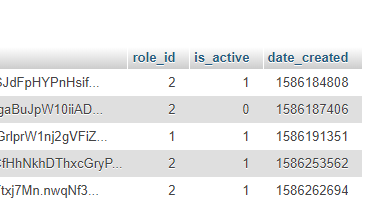 role_id is_active date_created
SJdFpHYPnHsif... 2 1 1586184808
gaBuJpW10iiAD... 2 0 1586187406
GrlprW1nj2gVFiZ... 1 1 1586191351
CfHhNkhDThxcGryP... 2 1 1586253562
Ytxj7Mn.nwqNf3... 2 1 1586262694